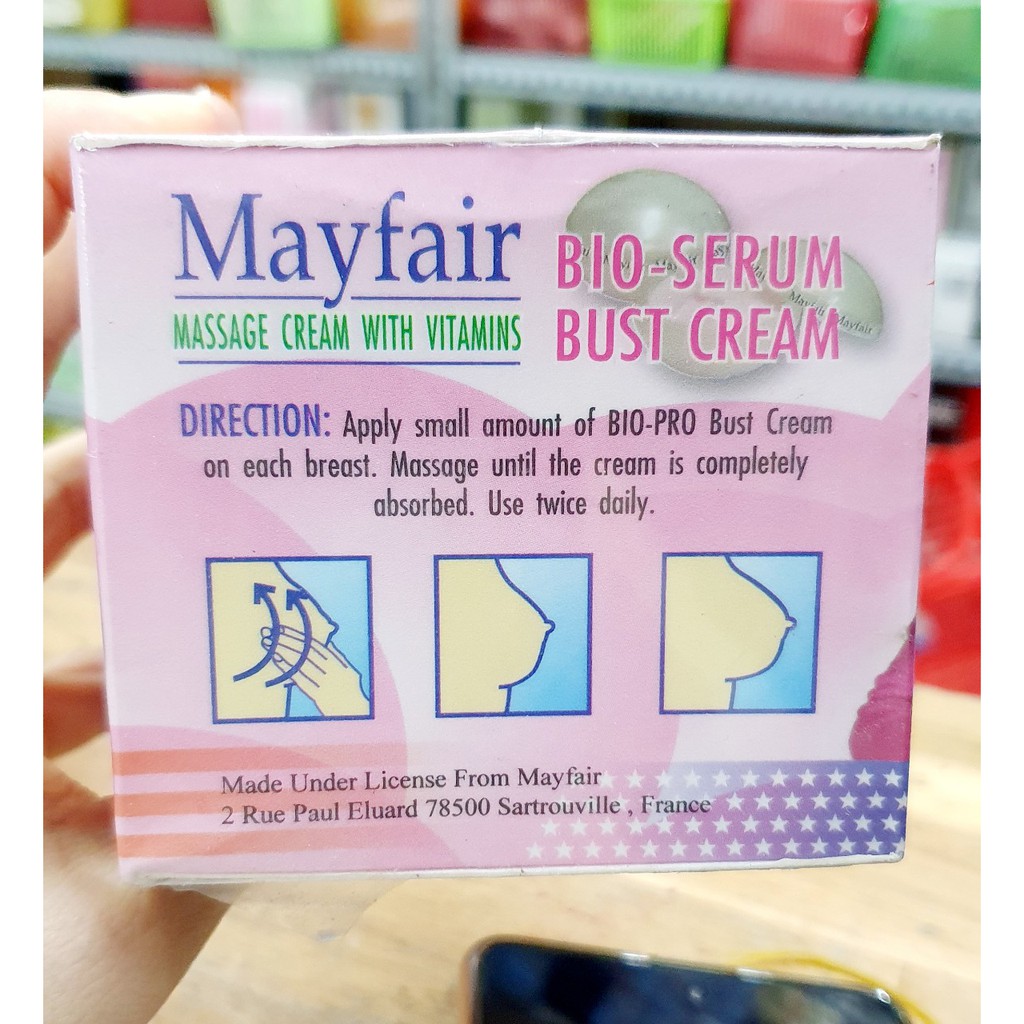 Mayfair
MASSAGE CREAM WITH VITAMINS
BIO-SERUM
BUST CREAM
Mayfair Mayfair
DIRECTION: Apply small amount of BIO-PRO Bust Cream
on each breast. Massage until the cream is completely
absorbed. Use twice daily.
Made Under License From Mayfair
2 Rue Paul Eluard 78500 Sartrouville , France